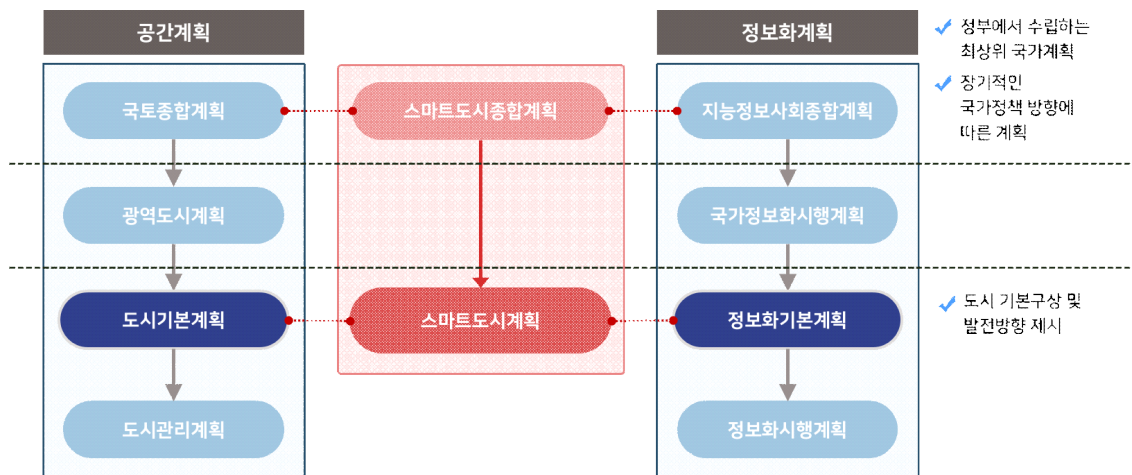 공간계획
정보화계획
정부에서 수립하는
최상위 국가계획
국토종합계획
스마트도시종합계획
지능정보사회종합계획
장기적인
국가정책 방향에
따른 계획
광역도시계획
국가정보화시행계획
도시기본계획
스마트도시계획
정보화기본계획
도시 기본구상 및
발전방향 제시
도시관리계획
정보화시행계획